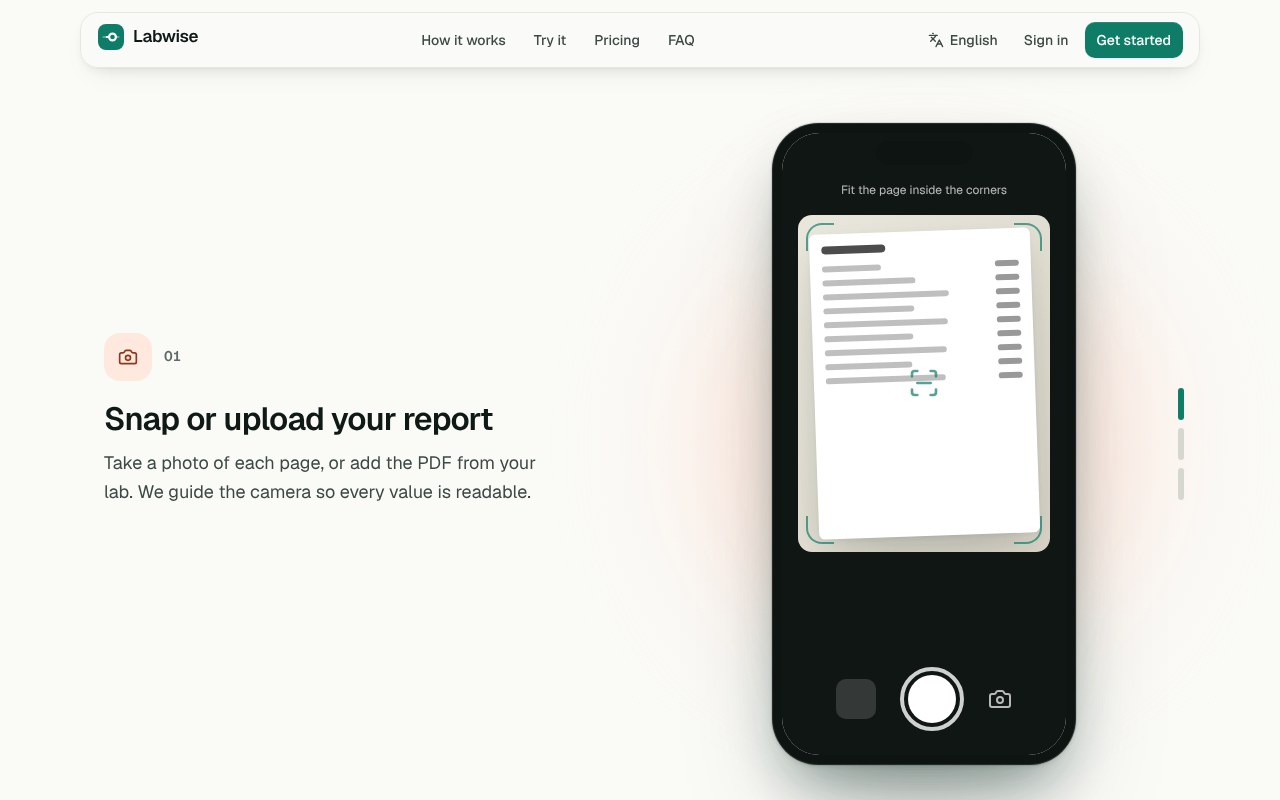 Labwise
How it works
Try it
Pricing
FAQ
English
Sign in
Get started
Fit the page inside the corners
01
Snap or upload your report
Take a photo of each page, or add the PDF from your
lab. We guide the camera so every value is readable.